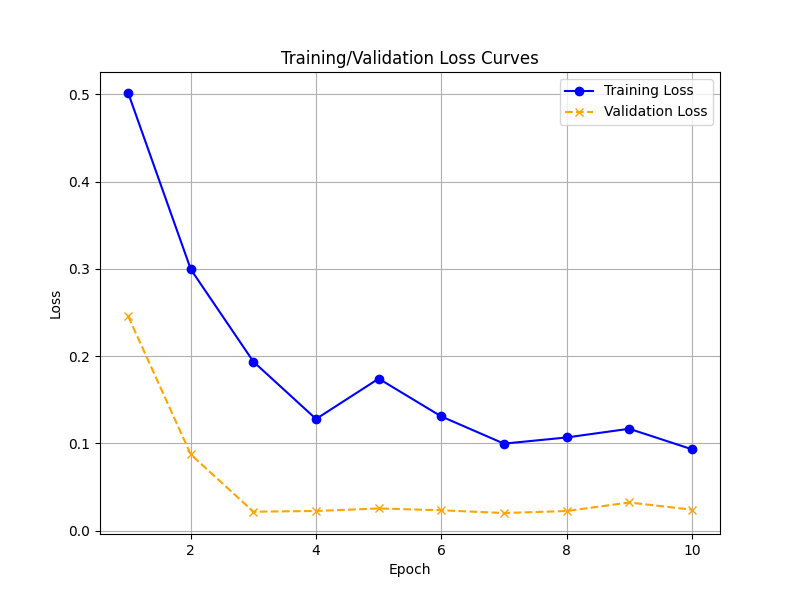 Training/Validation Loss Curves
Training Loss
Validation Loss
Loss
0.5
0.4
0.3
0.2
0.1
0.0
2 4 6 8 10
Epoch